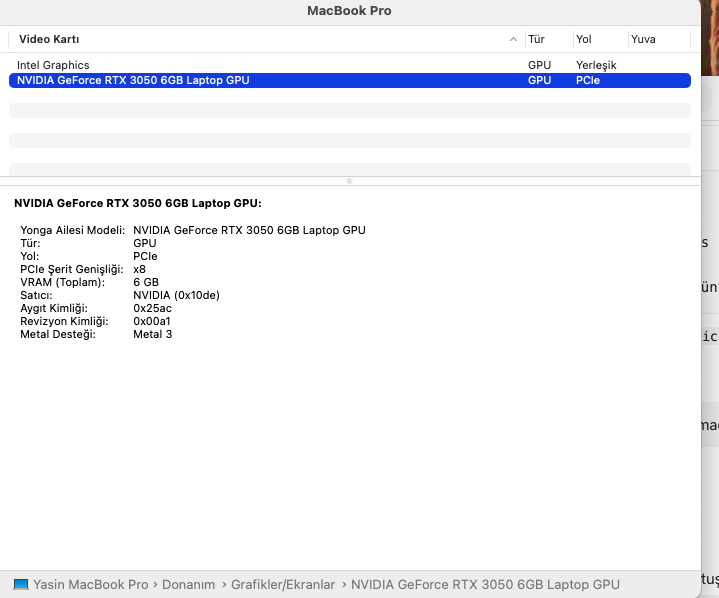 MacBook Pro
Video Kartı Tür Yol Yuva
Intel Graphics GPU Yerleşik
NVIDIA GeForce RTX 3050 6GB Laptop GPU GPU PCIe
NVIDIA GeForce RTX 3050 6GB Laptop GPU:
Yonga Ailesi Modeli: NVIDIA GeForce RTX 3050 6GB Laptop GPU
Tür: GPU
Yol: PCIe
PCIe Şerit Genişliği: x8
VRAM (Toplam): 6 GB
Satıcı: NVIDIA (0x10de)
Aygıt Kimliği: 0x25ac
Revizyon Kimliği: 0x00a1
Metal Desteği: Metal 3
Yasin MacBook Pro › Donanım › Grafikler/Ekranlar › NVIDIA GeForce RTX 3050 6GB Laptop GPU